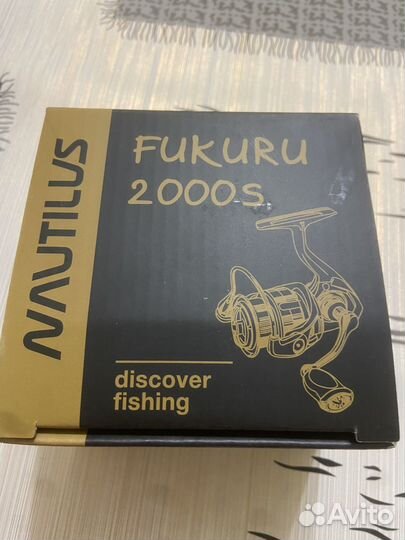 NAUTILUS
FUKURU
2000S
discover
fishing
Avito